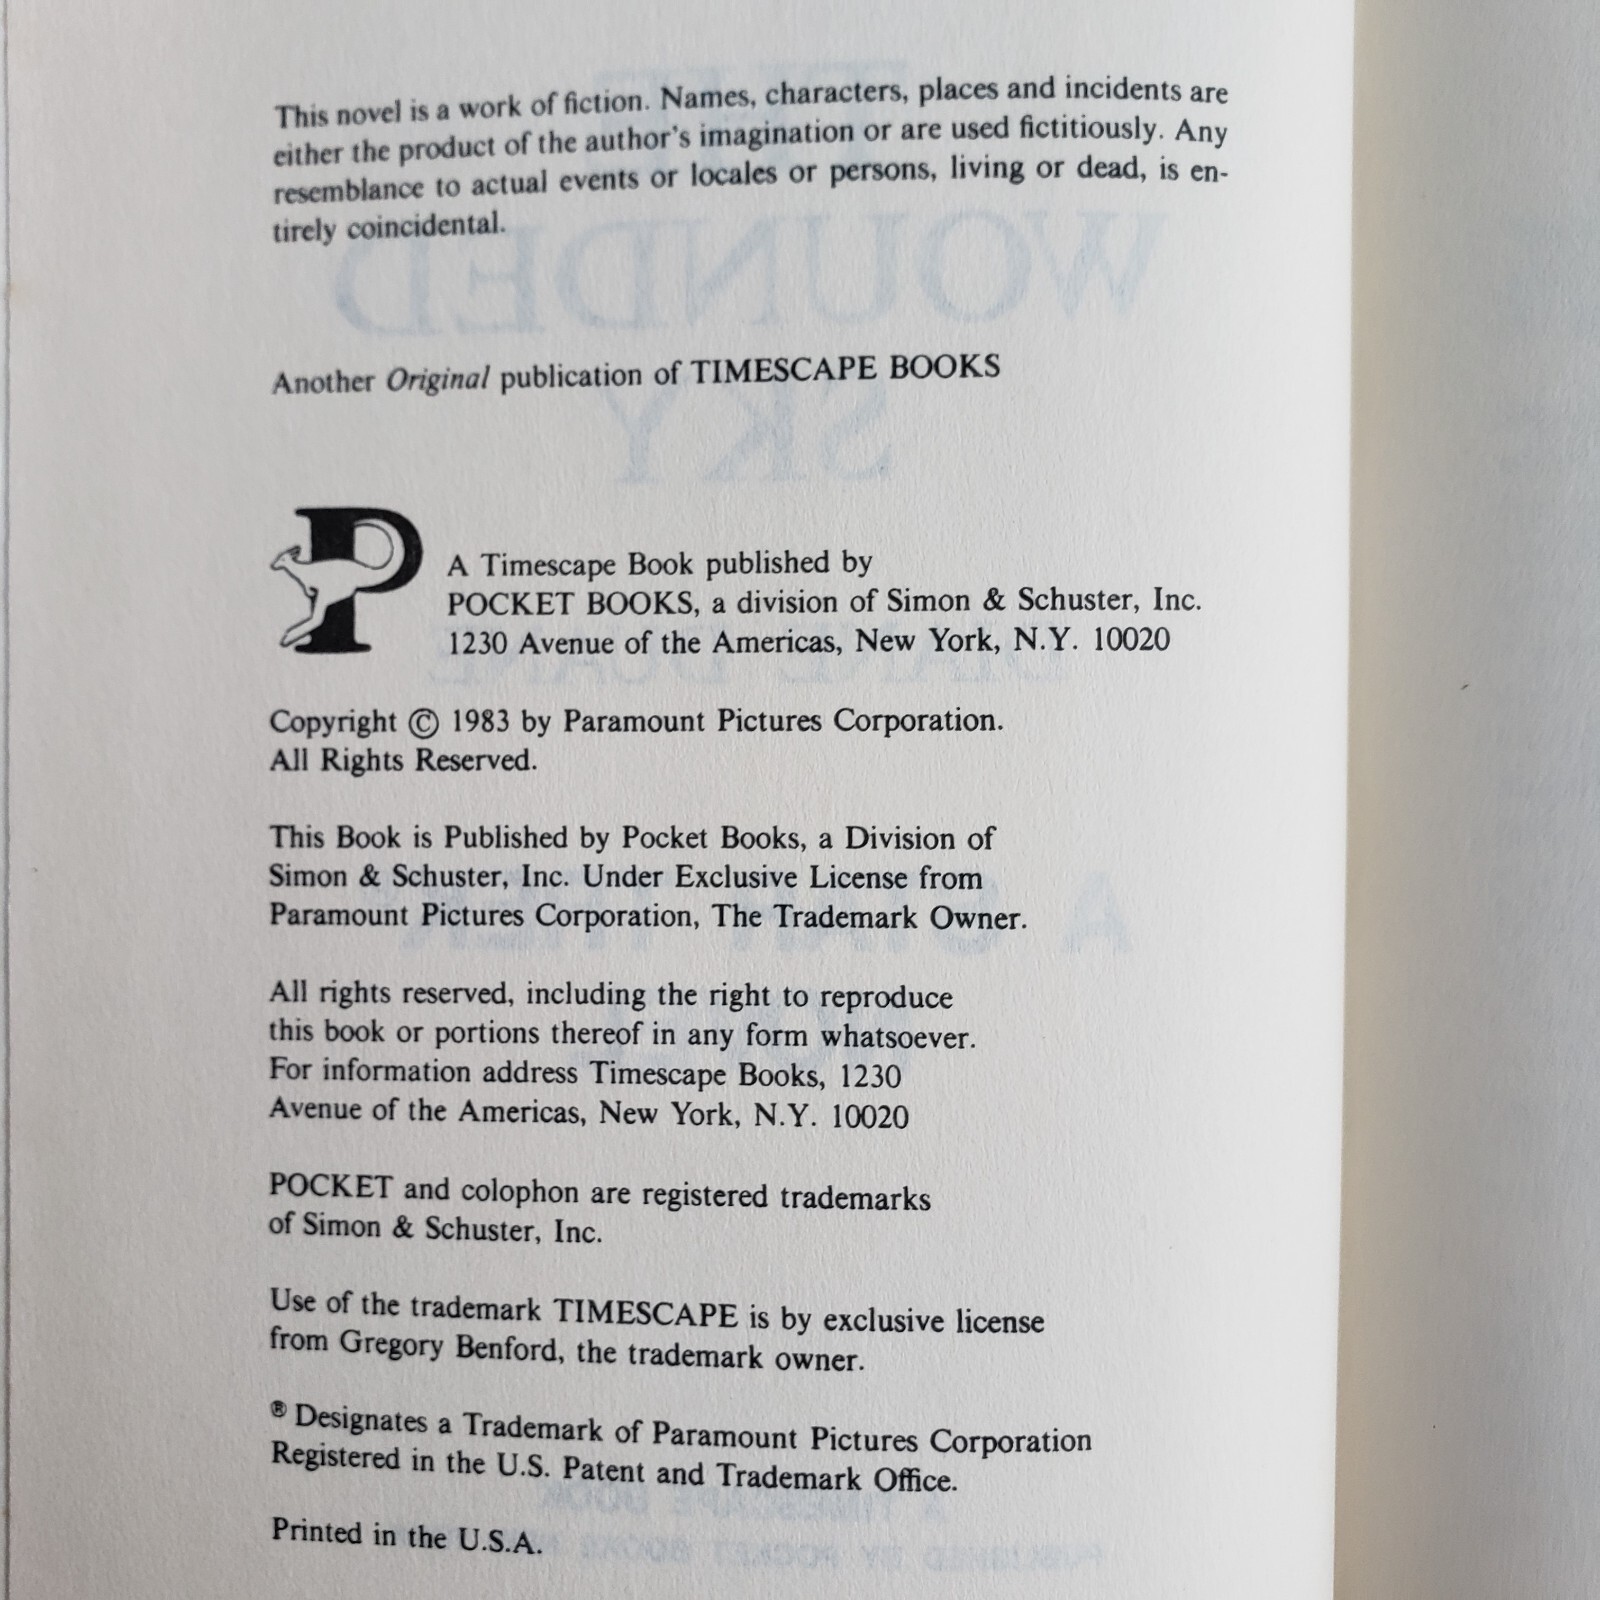 This novel is a work of fiction. Names, characters, places and incidents are
either the product of the author's imagination or are used fictitiously. Any
resemblance to actual events or locales or persons, living or dead, is en-
tirely coincidental.
Another Original publication of TIMESCAPE BOOKS
P
A Timescape Book published by
POCKET BOOKS, a division of Simon & Schuster, Inc.
1230 Avenue of the Americas, New York, N.Y. 10020
Copyright © 1983 by Paramount Pictures Corporation.
All Rights Reserved.
This Book is Published by Pocket Books, a Division of
Simon & Schuster, Inc. Under Exclusive License from
Paramount Pictures Corporation, The Trademark Owner.
All rights reserved, including the right to reproduce
this book or portions thereof in any form whatsoever.
For information address Timescape Books, 1230
Avenue of the Americas, New York, N.Y. 10020
POCKET and colophon are registered trademarks
of Simon & Schuster, Inc.
Use of the trademark TIMESCAPE is by exclusive license
from Gregory Benford, the trademark owner.
® Designates a Trademark of Paramount Pictures Corporation
Registered in the U.S. Patent and Trademark Office.
Printed in the U.S.A.
WOUNDED
SKY